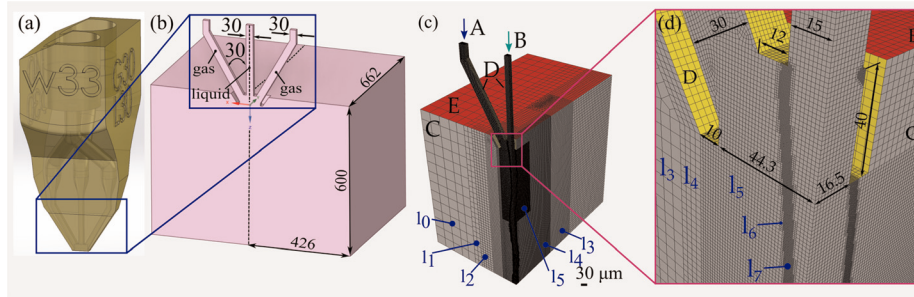 (a)
W33
(b)
30
30
30
gas
gas
liquid
662
600
426
(c)
A
B
D
E
C
l0
l1
l2
l3
l4
l5
30 μm
(d)
30
15
12
D
40
10
44.3
16.5
l3
l4
l5
l6
l7